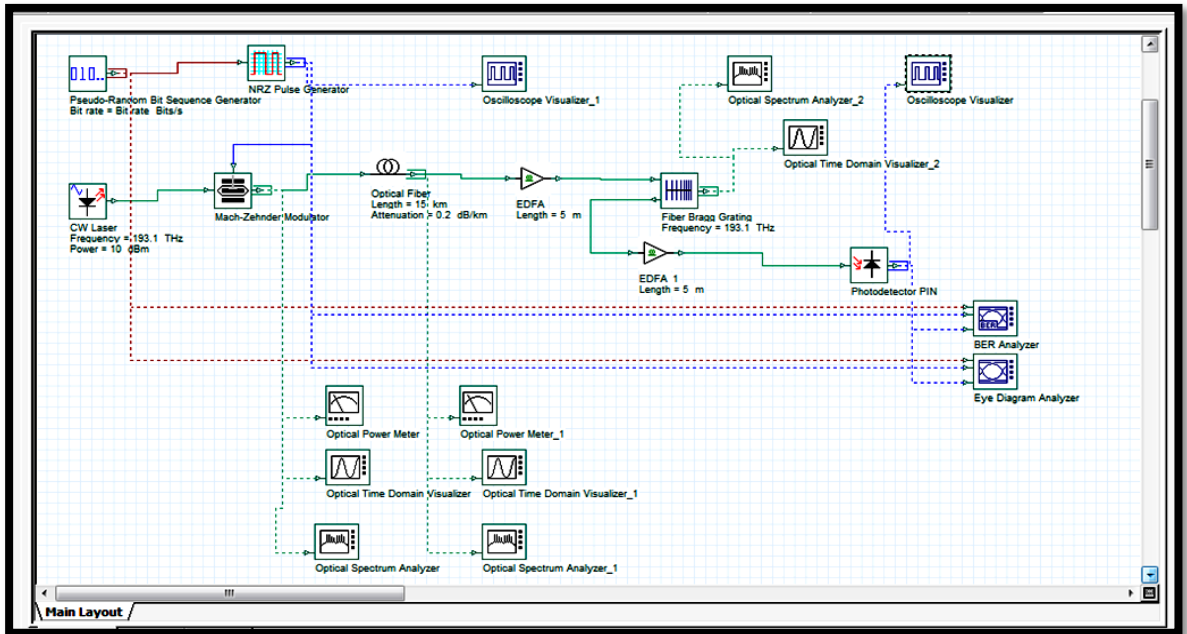 010..
Pseudo-Random Bit Sequence Generator
Bit rate = Bit rate Bits/s
NRZ Pulse Generator
Oscilloscope Visualizer_1
Optical Spectrum Analyzer_2
Oscilloscope Visualizer
Optical Time Domain Visualizer_2
CW Laser
Frequency = 193.1 THz
Power = 10 dBm
Mach-Zehnder Modulator
Optical Fiber
Length = 15 km
Attenuation = 0.2 dB/km
EDFA
Length = 5 m
Fiber Bragg Grating
Frequency = 193.1 THz
EDFA 1
Length = 5 m
Photodetector PIN
BER
BER Analyzer
Eye Diagram Analyzer
Optical Power Meter
Optical Power Meter_1
Optical Time Domain Visualizer
Optical Time Domain Visualizer_1
Optical Spectrum Analyzer
Optical Spectrum Analyzer_1
Main Layout